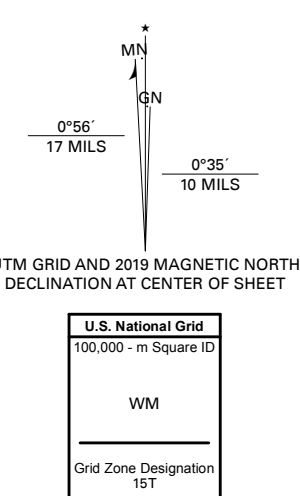 ★
MN
GN
0°56´
17 MILS
0°35´
10 MILS
UTM GRID AND 2019 MAGNETIC NORTH
DECLINATION AT CENTER OF SHEET
U.S. National Grid
100,000 - m Square ID
WM
Grid Zone Designation
15T